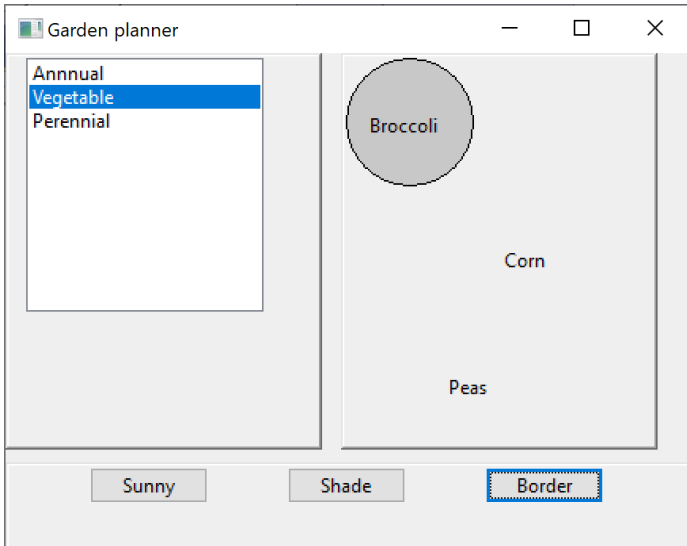 Garden planner
Annnual
Vegetable
Perennial
Broccoli
Corn
Peas
Sunny
Shade
Border